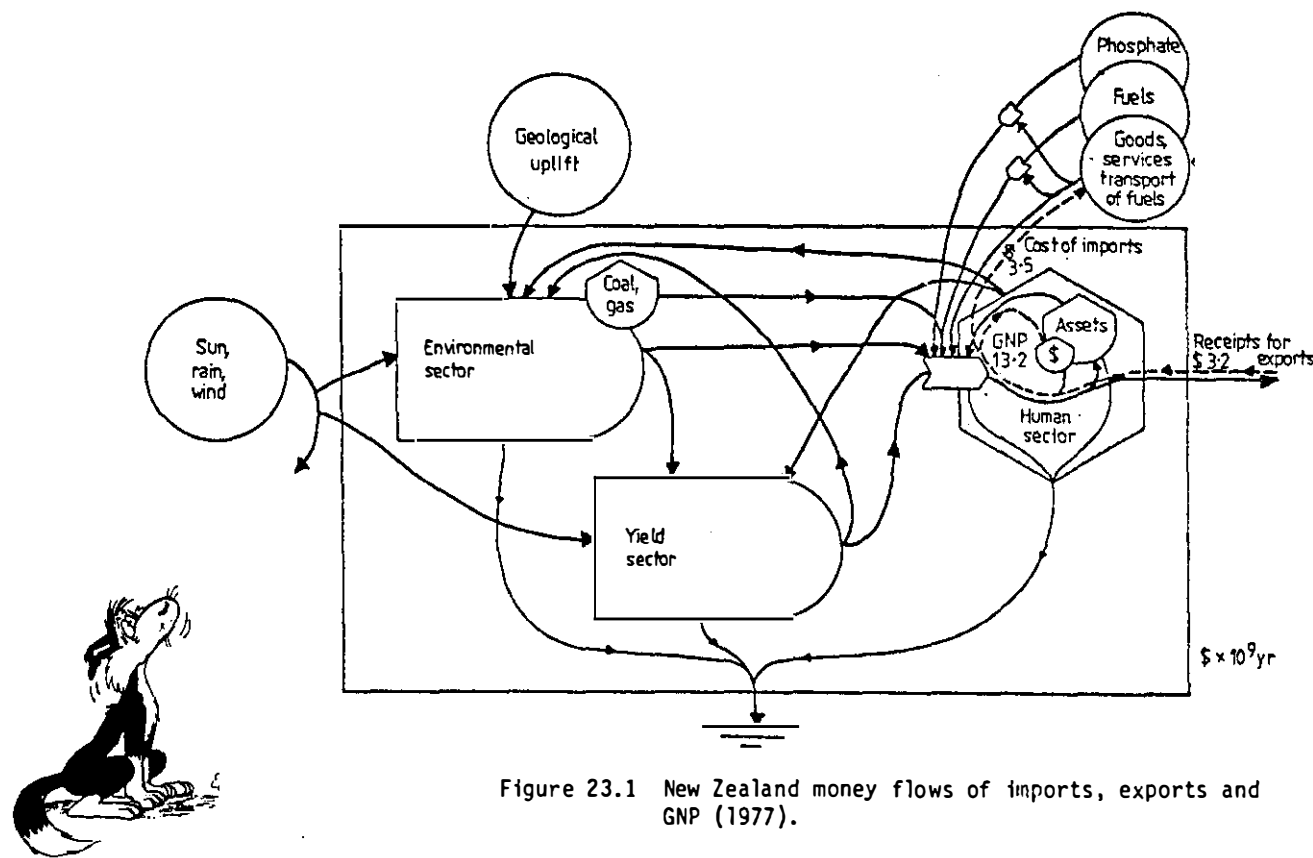 Phosphate
Fuels
Goods,
services
transport
of fuels
Geological
uplift
Cost of imports
$
3·5
Coal,
gas
Sun,
rain,
wind
Environmental
sector
Assets
GNP
13·2
$
Receipts for
$3·2 exports
Human
sector
Yield
sector
$ × 10⁹yr
Figure 23.1 New Zealand money flows of imports, exports and
GNP (1977).